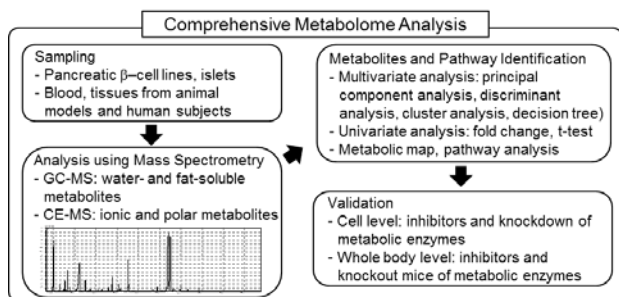 Comprehensive Metabolome Analysis
Sampling
- Pancreatic β–cell lines, islets
- Blood, tissues from animal
models and human subjects
Analysis using Mass Spectrometry
- GC-MS: water- and fat-soluble
metabolites
- CE-MS: ionic and polar metabolites
Metabolites and Pathway Identification
- Multivariate analysis: principal
component analysis, discriminant
analysis, cluster analysis, decision tree)
- Univariate analysis: fold change, t-test
- Metabolic map, pathway analysis
Validation
- Cell level: inhibitors and knockdown of
metabolic enzymes
- Whole body level: inhibitors and
knockout mice of metabolic enzymes